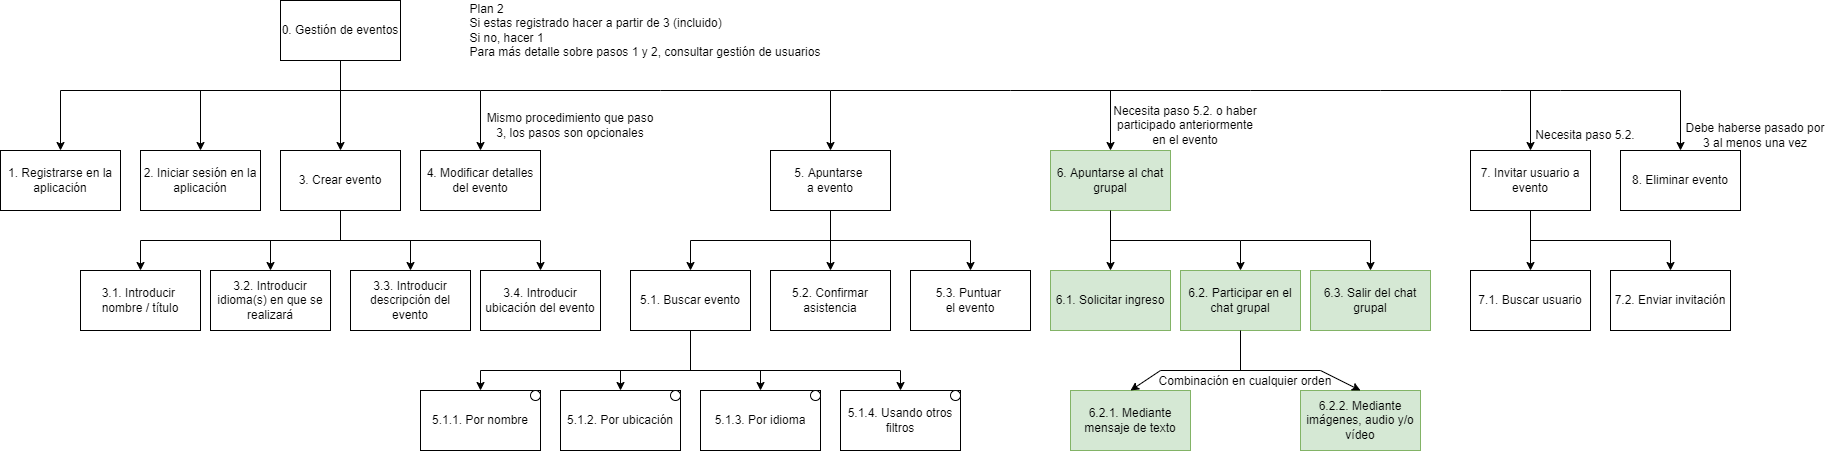 Plan 2
Si estas registrado hacer a partir de 3 (incluido)
Si no, hacer 1
Para más detalle sobre pasos 1 y 2, consultar gestión de usuarios
0. Gestión de eventos
Mismo procedimiento que paso
3, los pasos son opcionales
Necesita paso 5.2. o haber
participado anteriormente
en el evento
Necesita paso 5.2.
Debe haberse pasado por
3 al menos una vez
1. Registrarse en la
aplicación
2. Iniciar sesión en la
aplicación
3. Crear evento
4. Modificar detalles
del evento
5. Apuntarse
a evento
6. Apuntarse al chat
grupal
7. Invitar usuario a
evento
8. Eliminar evento
3.1. Introducir
nombre / título
3.2. Introducir
idioma(s) en que se
realizará
3.3. Introducir
descripción del
evento
3.4. Introducir
ubicación del evento
5.1. Buscar evento
5.2. Confirmar
asistencia
5.3. Puntuar
el evento
6.1. Solicitar ingreso
6.2. Participar en el
chat grupal
6.3. Salir del chat
grupal
7.1. Buscar usuario
7.2. Enviar invitación
Combinación en cualquier orden
5.1.1. Por nombre
5.1.2. Por ubicación
5.1.3. Por idioma
5.1.4. Usando otros
filtros
6.2.1. Mediante
mensaje de texto
6.2.2. Mediante
imágenes, audio y/o
vídeo